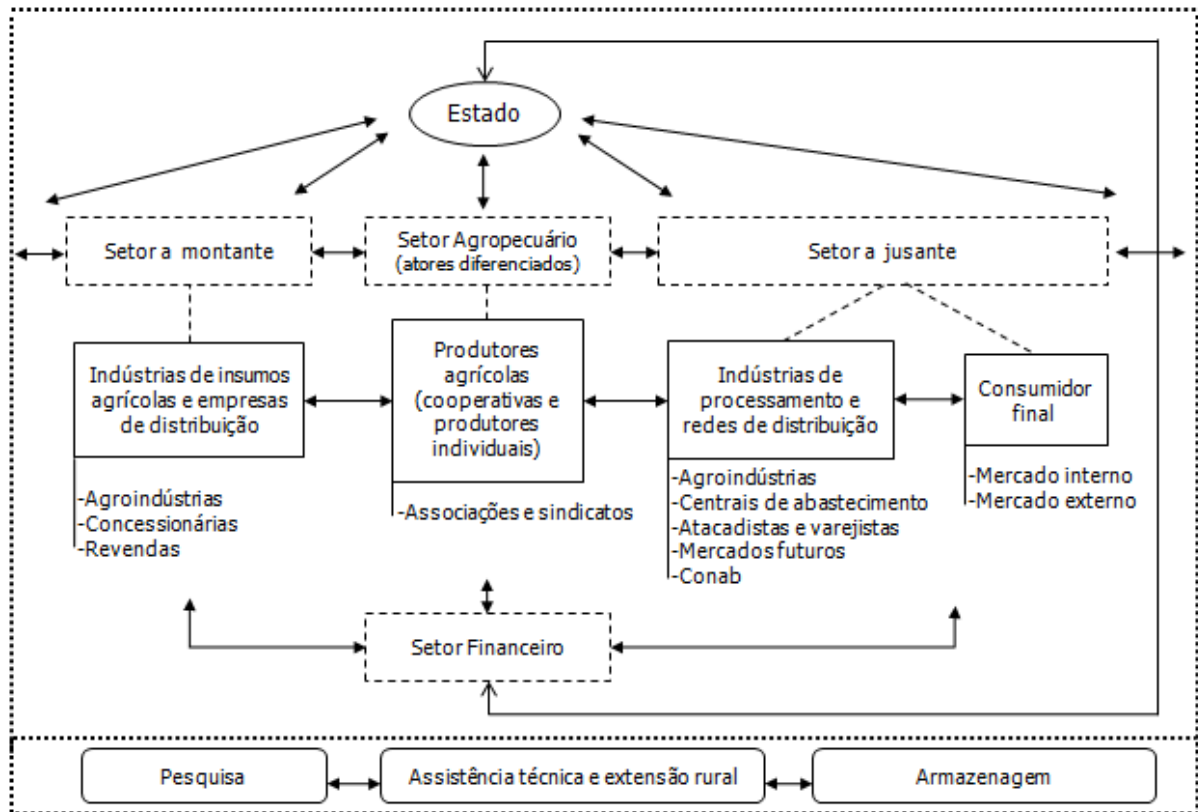 Estado
Setor a montante
Setor Agropecuário
(atores diferenciados)
Setor a jusante
Indústrias de insumos
agrícolas e empresas
de distribuição
-Agroindústrias
-Concessionárias
-Revendas
Produtores
agrícolas
(cooperativas e
produtores
individuais)
-Associações e sindicatos
Indústrias de
processamento e
redes de distribuição
-Agroindústrias
-Centrais de abastecimento
-Atacadistas e varejistas
-Mercados futuros
-Conab
Consumidor
final
-Mercado interno
-Mercado externo
Setor Financeiro
Pesquisa
Assistência técnica e extensão rural
Armazenagem